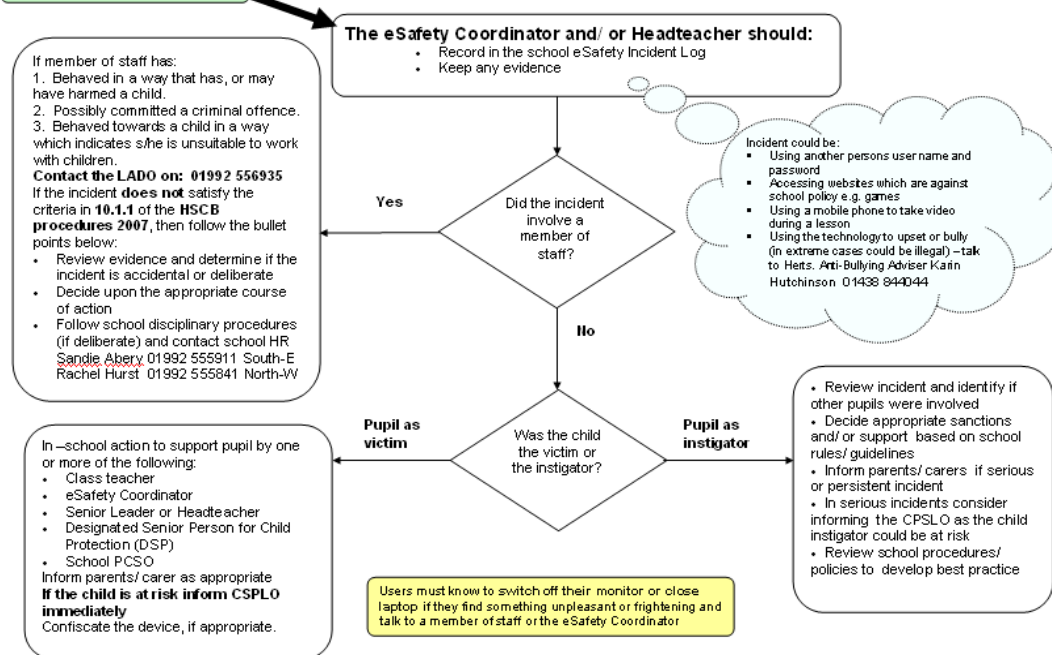 The eSafety Coordinator and/ or Headteacher should:
• Record in the school eSafety Incident Log
• Keep any evidence
If member of staff has:
1. Behaved in a way that has, or may
have harmed a child.
2. Possibly committed a criminal offence.
3. Behaved towards a child in a way
which indicates s/he is unsuitable to work
with children.
Contact the LADO on: 01992 556935
If the incident does not satisfy the
criteria in 10.1.1 of the HSCB
procedures 2007, then follow the bullet
points below:
• Review evidence and determine if the
incident is accidental or deliberate
• Decide upon the appropriate course
of action
• Follow school disciplinary procedures
(if deliberate) and contact school HR
Sandie Abery 01992 555911 South-E
Rachel Hurst 01992 555841 North-W
Yes
Did the incident
involve a
member of
staff?
Incident could be:
▪ Using another persons user name and
password
▪ Accessing websites which are against
school policy e.g. games
▪ Using a mobile phone to take video
during a lesson
▪ Using the technology to upset or bully
(in extreme cases could be illegal) – talk
to Herts. Anti-Bullying Adviser Karin
Hutchinson 01438 844044
No
Pupil as
victim
Was the child
the victim or
the instigator?
Pupil as
instigator
In –school action to support pupil by one
or more of the following:
• Class teacher
• eSafety Coordinator
• Senior Leader or Headteacher
• Designated Senior Person for Child
Protection (DSP)
• School PCSO
Inform parents/ carer as appropriate
If the child is at risk inform CSPLO
immediately
Confiscate the device, if appropriate.
• Review incident and identify if
other pupils were involved
• Decide appropriate sanctions
and/ or support based on school
rules/ guidelines
• Inform parents/ carers if serious
or persistent incident
• In serious incidents consider
informing the CPSLO as the child
instigator could be at risk
• Review school procedures/
policies to develop best practice
Users must know to switch off their monitor or close
laptop if they find something unpleasant or frightening and
talk to a member of staff or the eSafety Coordinator